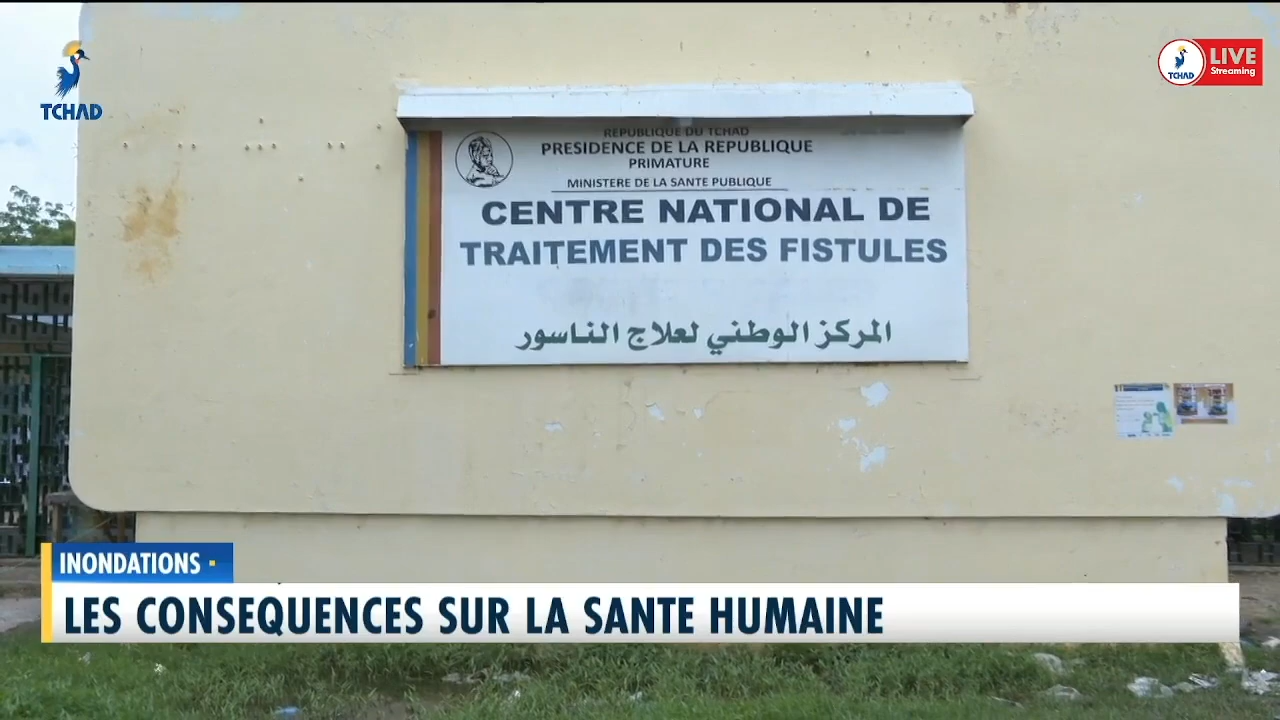 TCHAD
TCHAD
LIVE
Streaming
REPUBLIQUE DU TCHAD
PRESIDENCE DE LA REPUBLIQUE
PRIMATURE
MINISTERE DE LA SANTE PUBLIQUE
CENTRE NATIONAL DE
TRAITEMENT DES FISTULES
المركز الوطني لعلاج الناسور
INONDATIONS
LES CONSEQUENCES SUR LA SANTE HUMAINE